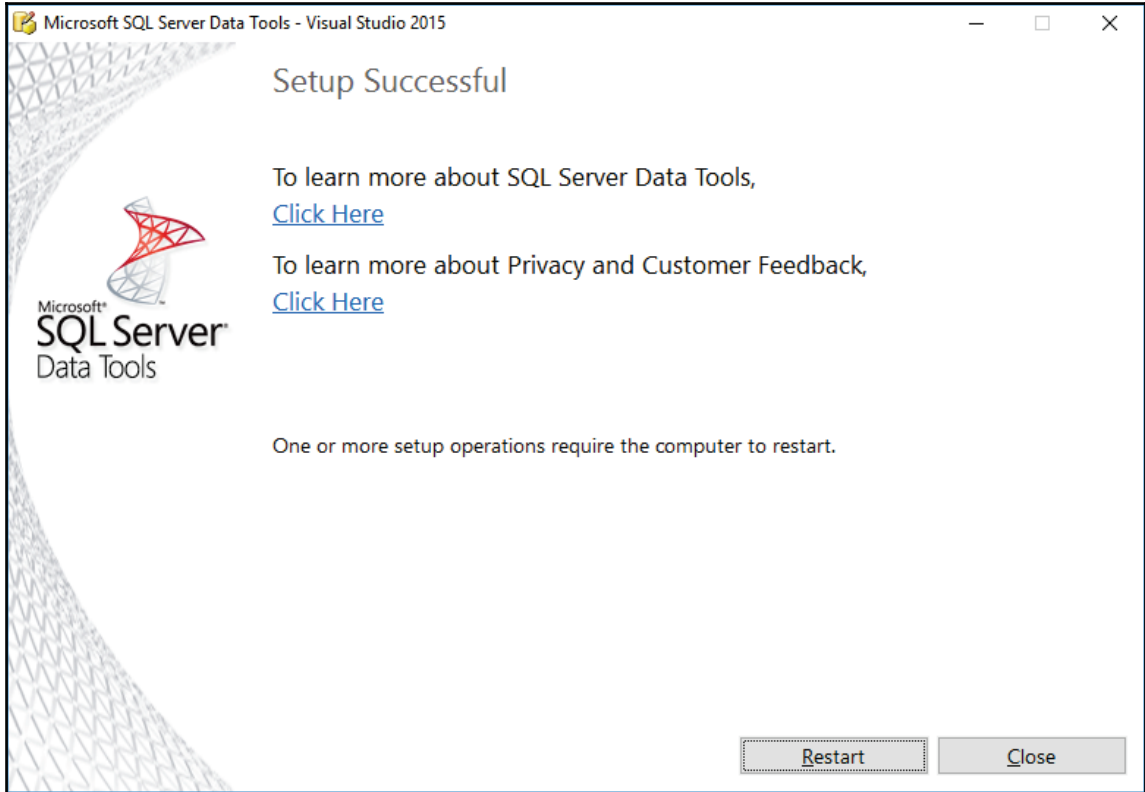 Microsoft SQL Server Data Tools - Visual Studio 2015
Setup Successful
To learn more about SQL Server Data Tools,
Click Here
To learn more about Privacy and Customer Feedback,
Click Here
Microsoft®
SQL Server®
Data Tools
One or more setup operations require the computer to restart.
Restart
Close